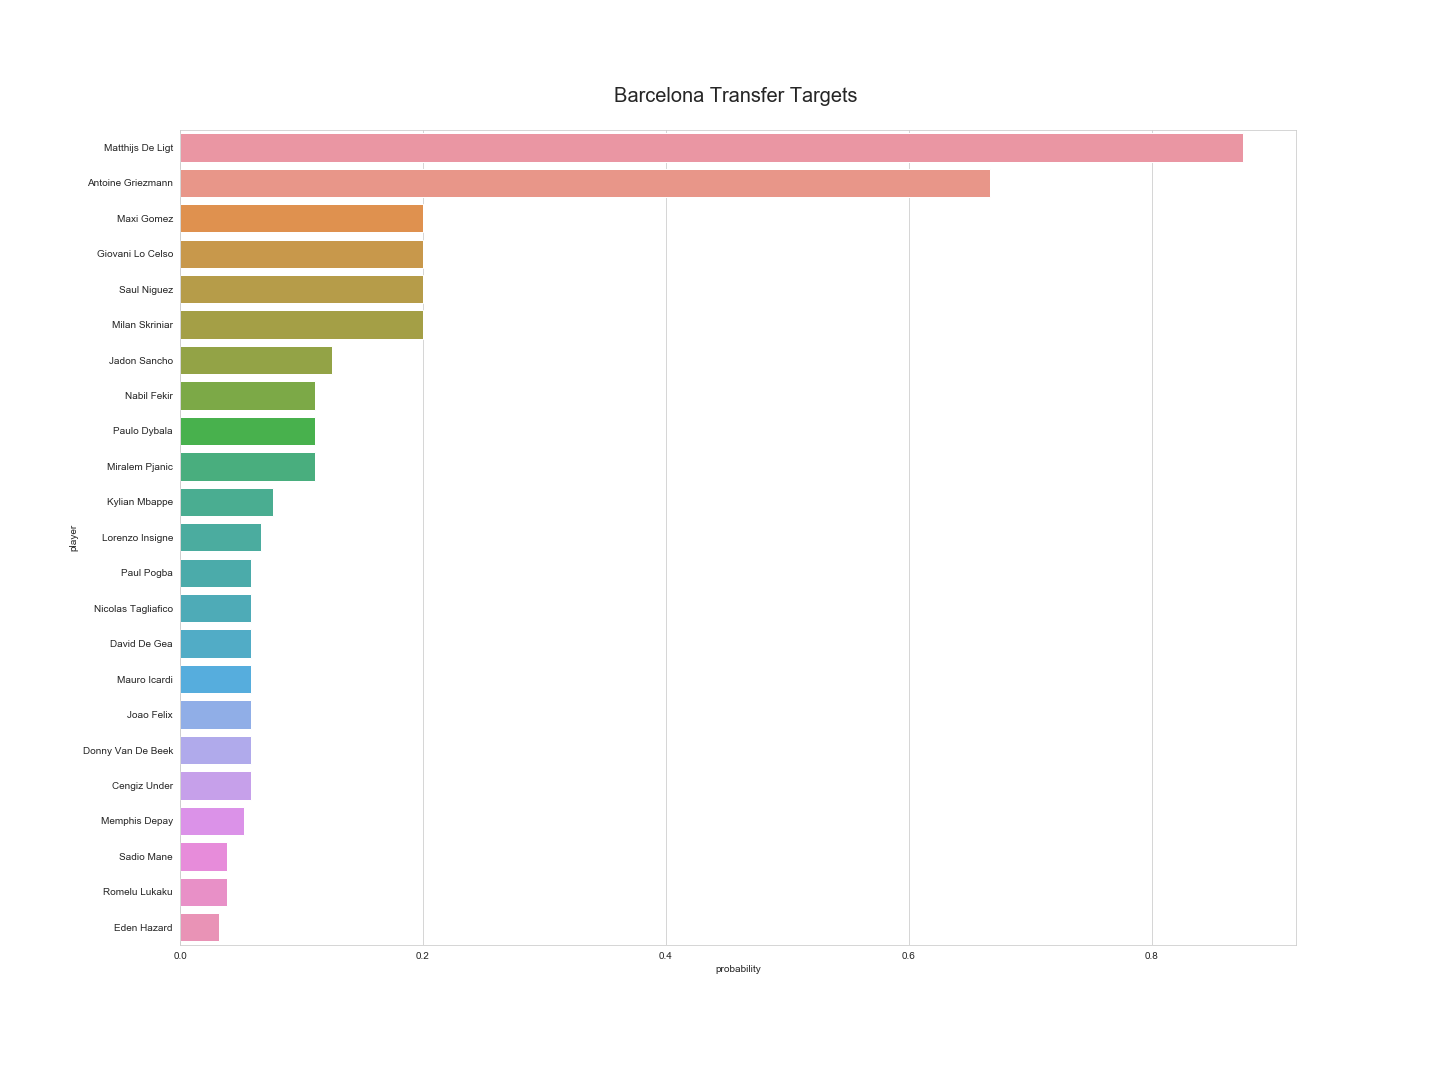 Barcelona Transfer Targets
Matthijs De Ligt
Antoine Griezmann
Maxi Gomez
Giovani Lo Celso
Saul Niguez
Milan Skriniar
Jadon Sancho
Nabil Fekir
Paulo Dybala
Miralem Pjanic
Kylian Mbappe
Lorenzo Insigne
Paul Pogba
Nicolas Tagliafico
David De Gea
Mauro Icardi
Joao Felix
Donny Van De Beek
Cengiz Under
Memphis Depay
Sadio Mane
Romelu Lukaku
Eden Hazard
player
0.0 0.2 0.4 0.6 0.8
probability